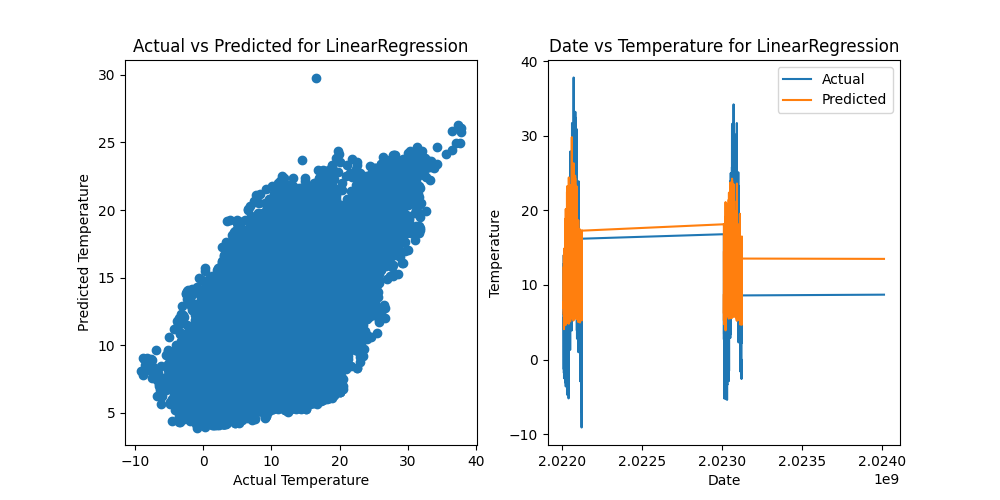 Actual vs Predicted for LinearRegression
30
25
20
15
10
5
Predicted Temperature
−10
0
10
20
30
40
Actual Temperature
Date vs Temperature for LinearRegression
Actual
Predicted
40
30
20
10
0
−10
Temperature
2.0220
2.0225
2.0230
2.0235
2.0240
1e9
Date